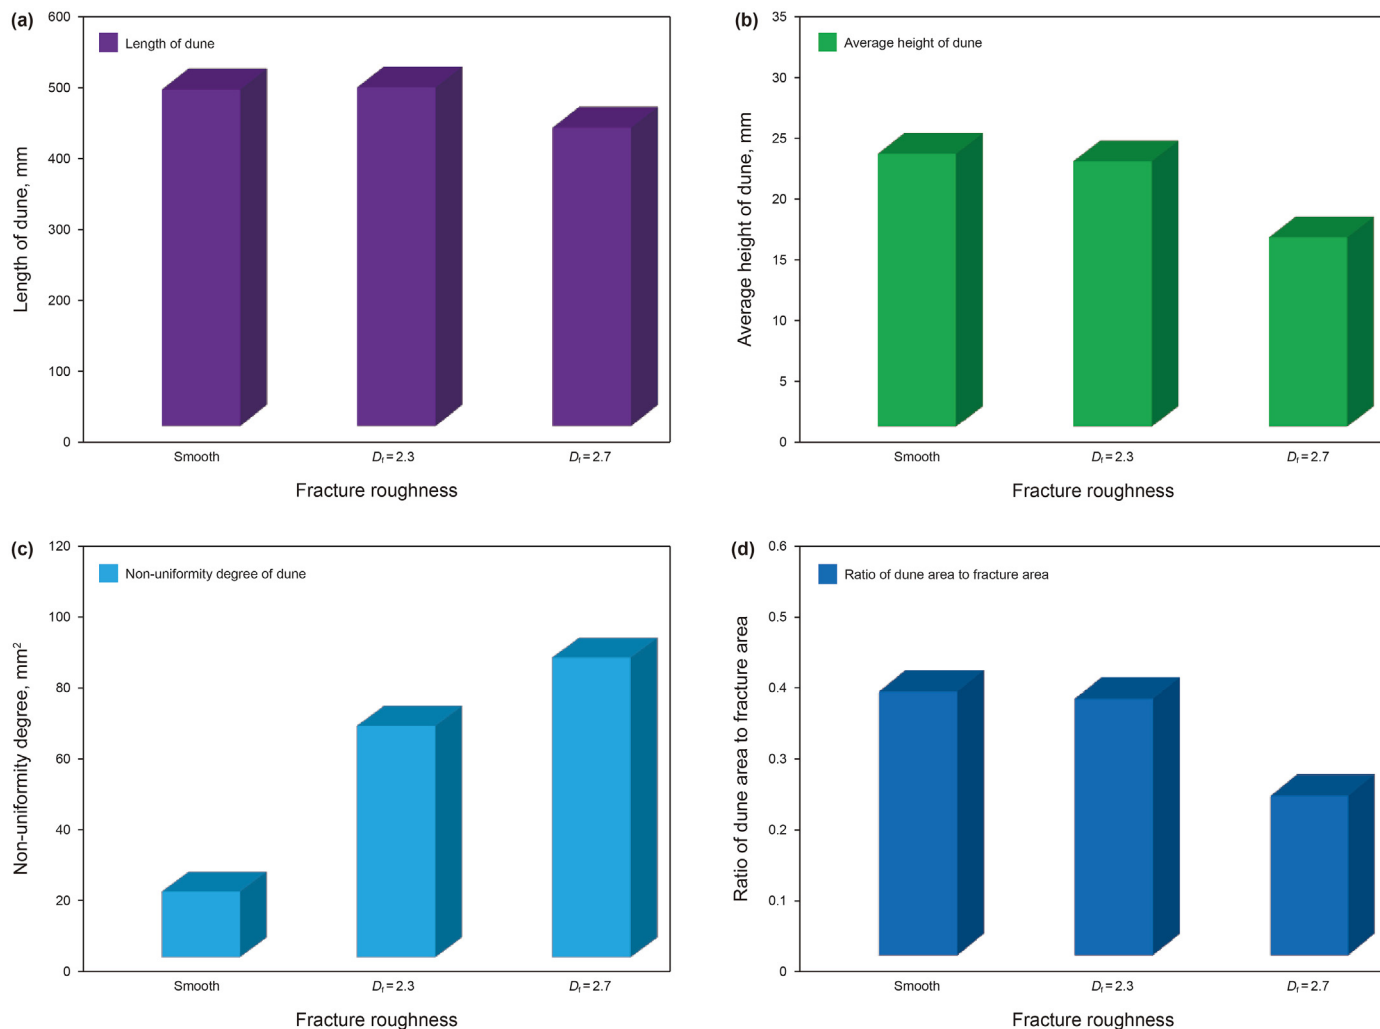 (a)
600
500
400
300
200
100
0
Length of dune, mm
Length of dune
Smooth
Df = 2.3
Df = 2.7
Fracture roughness
(b)
35
30
25
20
15
10
5
0
Average height of dune, mm
Average height of dune
Smooth
Df = 2.3
Df = 2.7
Fracture roughness
(c)
120
100
80
60
40
20
0
Non-uniformity degree, mm²
Non-uniformity degree of dune
Smooth
Df = 2.3
Df = 2.7
Fracture roughness
(d)
0.6
0.5
0.4
0.3
0.2
0.1
0
Ratio of dune area to fracture area
Ratio of dune area to fracture area
Smooth
Df = 2.3
Df = 2.7
Fracture roughness